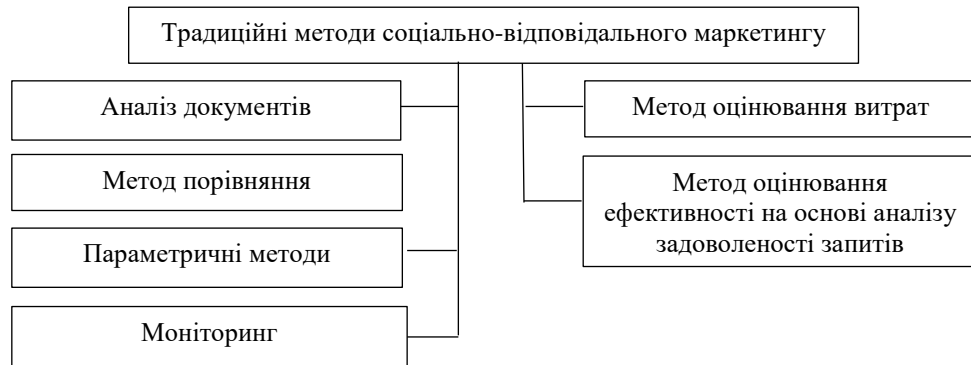 Традиційні методи соціально-відповідального маркетингу
Аналіз документів
Метод порівняння
Параметричні методи
Моніторинг
Метод оцінювання витрат
Метод оцінювання
ефективності на основі аналізу
задоволеності запитів